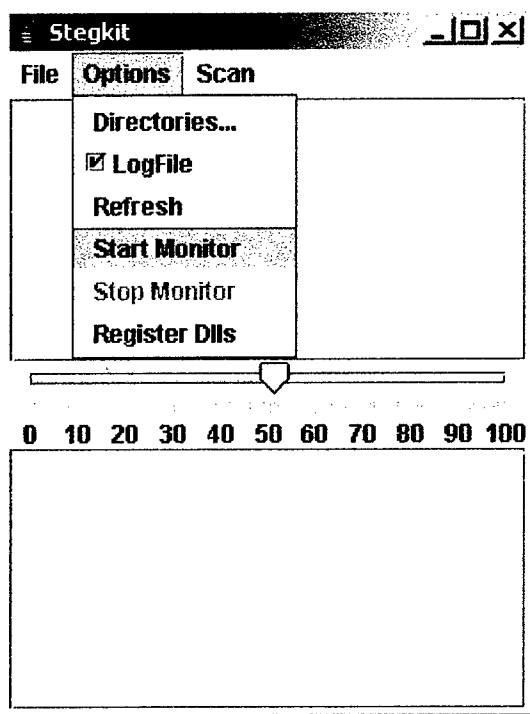 Stegkit
File Options Scan
Directories...
LogFile
Refresh
Start Monitor
Stop Monitor
Register Dlls
0 10 20 30 40 50 60 70 80 90 100